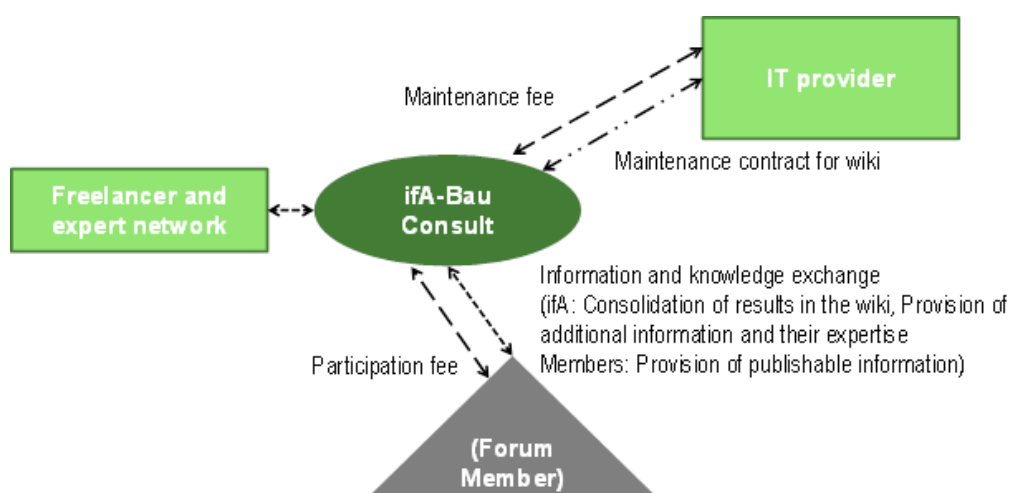 IT provider
Maintenance fee
Maintenance contract for wiki
Freelancer and
expert network
ifA-Bau
Consult
Information and knowledge exchange
(ifA: Consolidation of results in the wiki, Provision of
additional information and their expertise
Members: Provision of publishable information)
Participation fee
(Forum
Member)